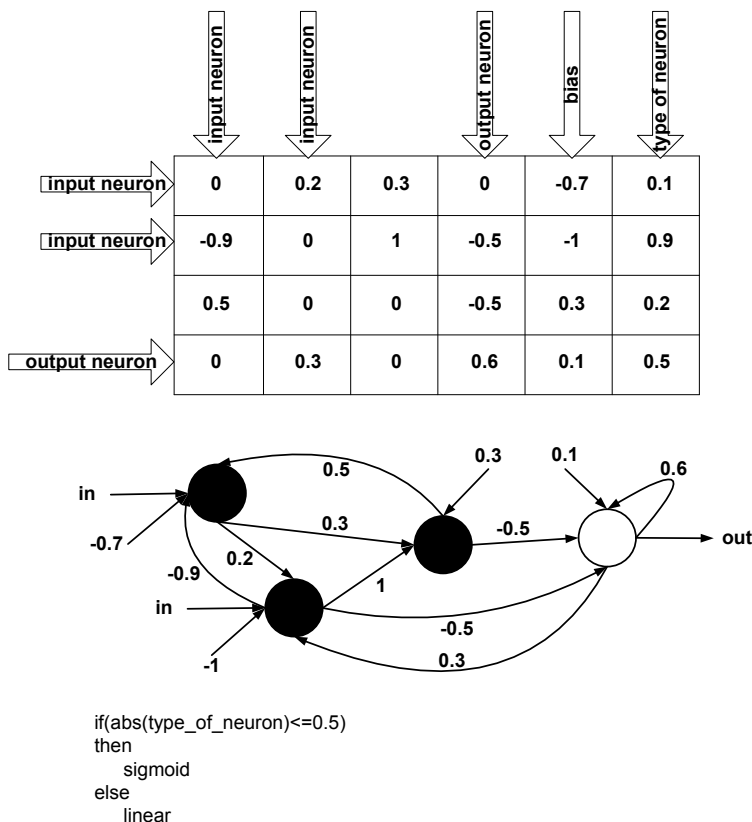 input neuron
input neuron
output neuron
bias
type of neuron
input neuron 0 0.2 0.3 0 -0.7 0.1
input neuron -0.9 0 1 -0.5 -1 0.9
0.5 0 0 -0.5 0.3 0.2
output neuron 0 0.3 0 0.6 0.1 0.5
0.5
0.3
0.1
0.6
in
-0.7
0.3
-0.5
out
0.2
-0.9
1
in
-0.5
-1
0.3
if(abs(type_of_neuron)<=0.5)
then
sigmoid
else
linear